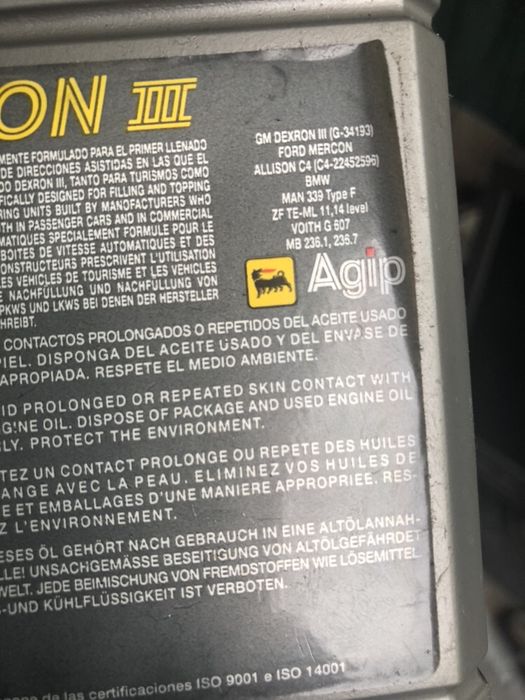 ON III
MENTE FORMULADO PARA EL PRIMER LLENADO
DE DIRECCIONES ASISTIDAS EN LAS QUE EL
DO DEXRON III, TANTO PARA TURISMOS COMO
FICALLY DESIGNED FOR FILLING AND TOPPING
RING UNITS BUILT BY MANUFACTURERS WHO
TH IN PASSENGER CARS AND IN COMMERCIAL
MATIQUES SPECIALEMENT FORMULE POUR LE
BOITES DE VITESSE AUTOMATIQUES ET DES
ONSTRUCTEURS PRESCRIVENT L'UTILISATION
ES VEHICLES DE TOURISME ET LES VEHICLES
E NACHFULLUNG UND NACHFULLUNG VON
PKWS UND LKWS BEI DENEN DER HERSTELLER
HREIBT.
GM DEXRON III (G-34193)
FORD MERCON
ALLISON C4 (C4-22452596)
BMW
MAN 339 Type F
ZF TE-ML 11,14 level
VOITH G 607
MB 236.1, 236.7
Agip
CONTACTOS PROLONGADOS O REPETIDOS DEL ACEITE USADO
PIEL. DISPONGA DEL ACEITE USADO Y DEL ENVASE DE
APROPIADA. RESPETE EL MEDIO AMBIENTE.
ID PROLONGED OR REPEATED SKIN CONTACT WITH
GINE OIL. DISPOSE OF PACKAGE AND USED ENGINE OIL
LY. PROTECT THE ENVIRONMENT.
TEZ UN CONTACT PROLONGE OU REPETE DES HUILES
ANGE AVEC LA PEAU. ELIMINEZ VOS HUILES DE
E ET EMBALLAGES D'UNE MANIERE APPROPRIEE. RES-
Z L'ENVIRONNEMENT.
IESES ÖL GEHÖRT NACH GEBRAUCH IN EINE ALTÖLANNAH-
LLE! UNSACHGEMÄSSE BESEITIGUNG VON ALTÖLGEFÄHRDET
WELT. JEDE BEIMISCHUNG VON FREMDSTOFFEN WIE LÖSEMITTEL
-UND KÜHLFLÜSSIGKEIT IST VERBOTEN.
de las certificaciones ISO 9001 e ISO 14001